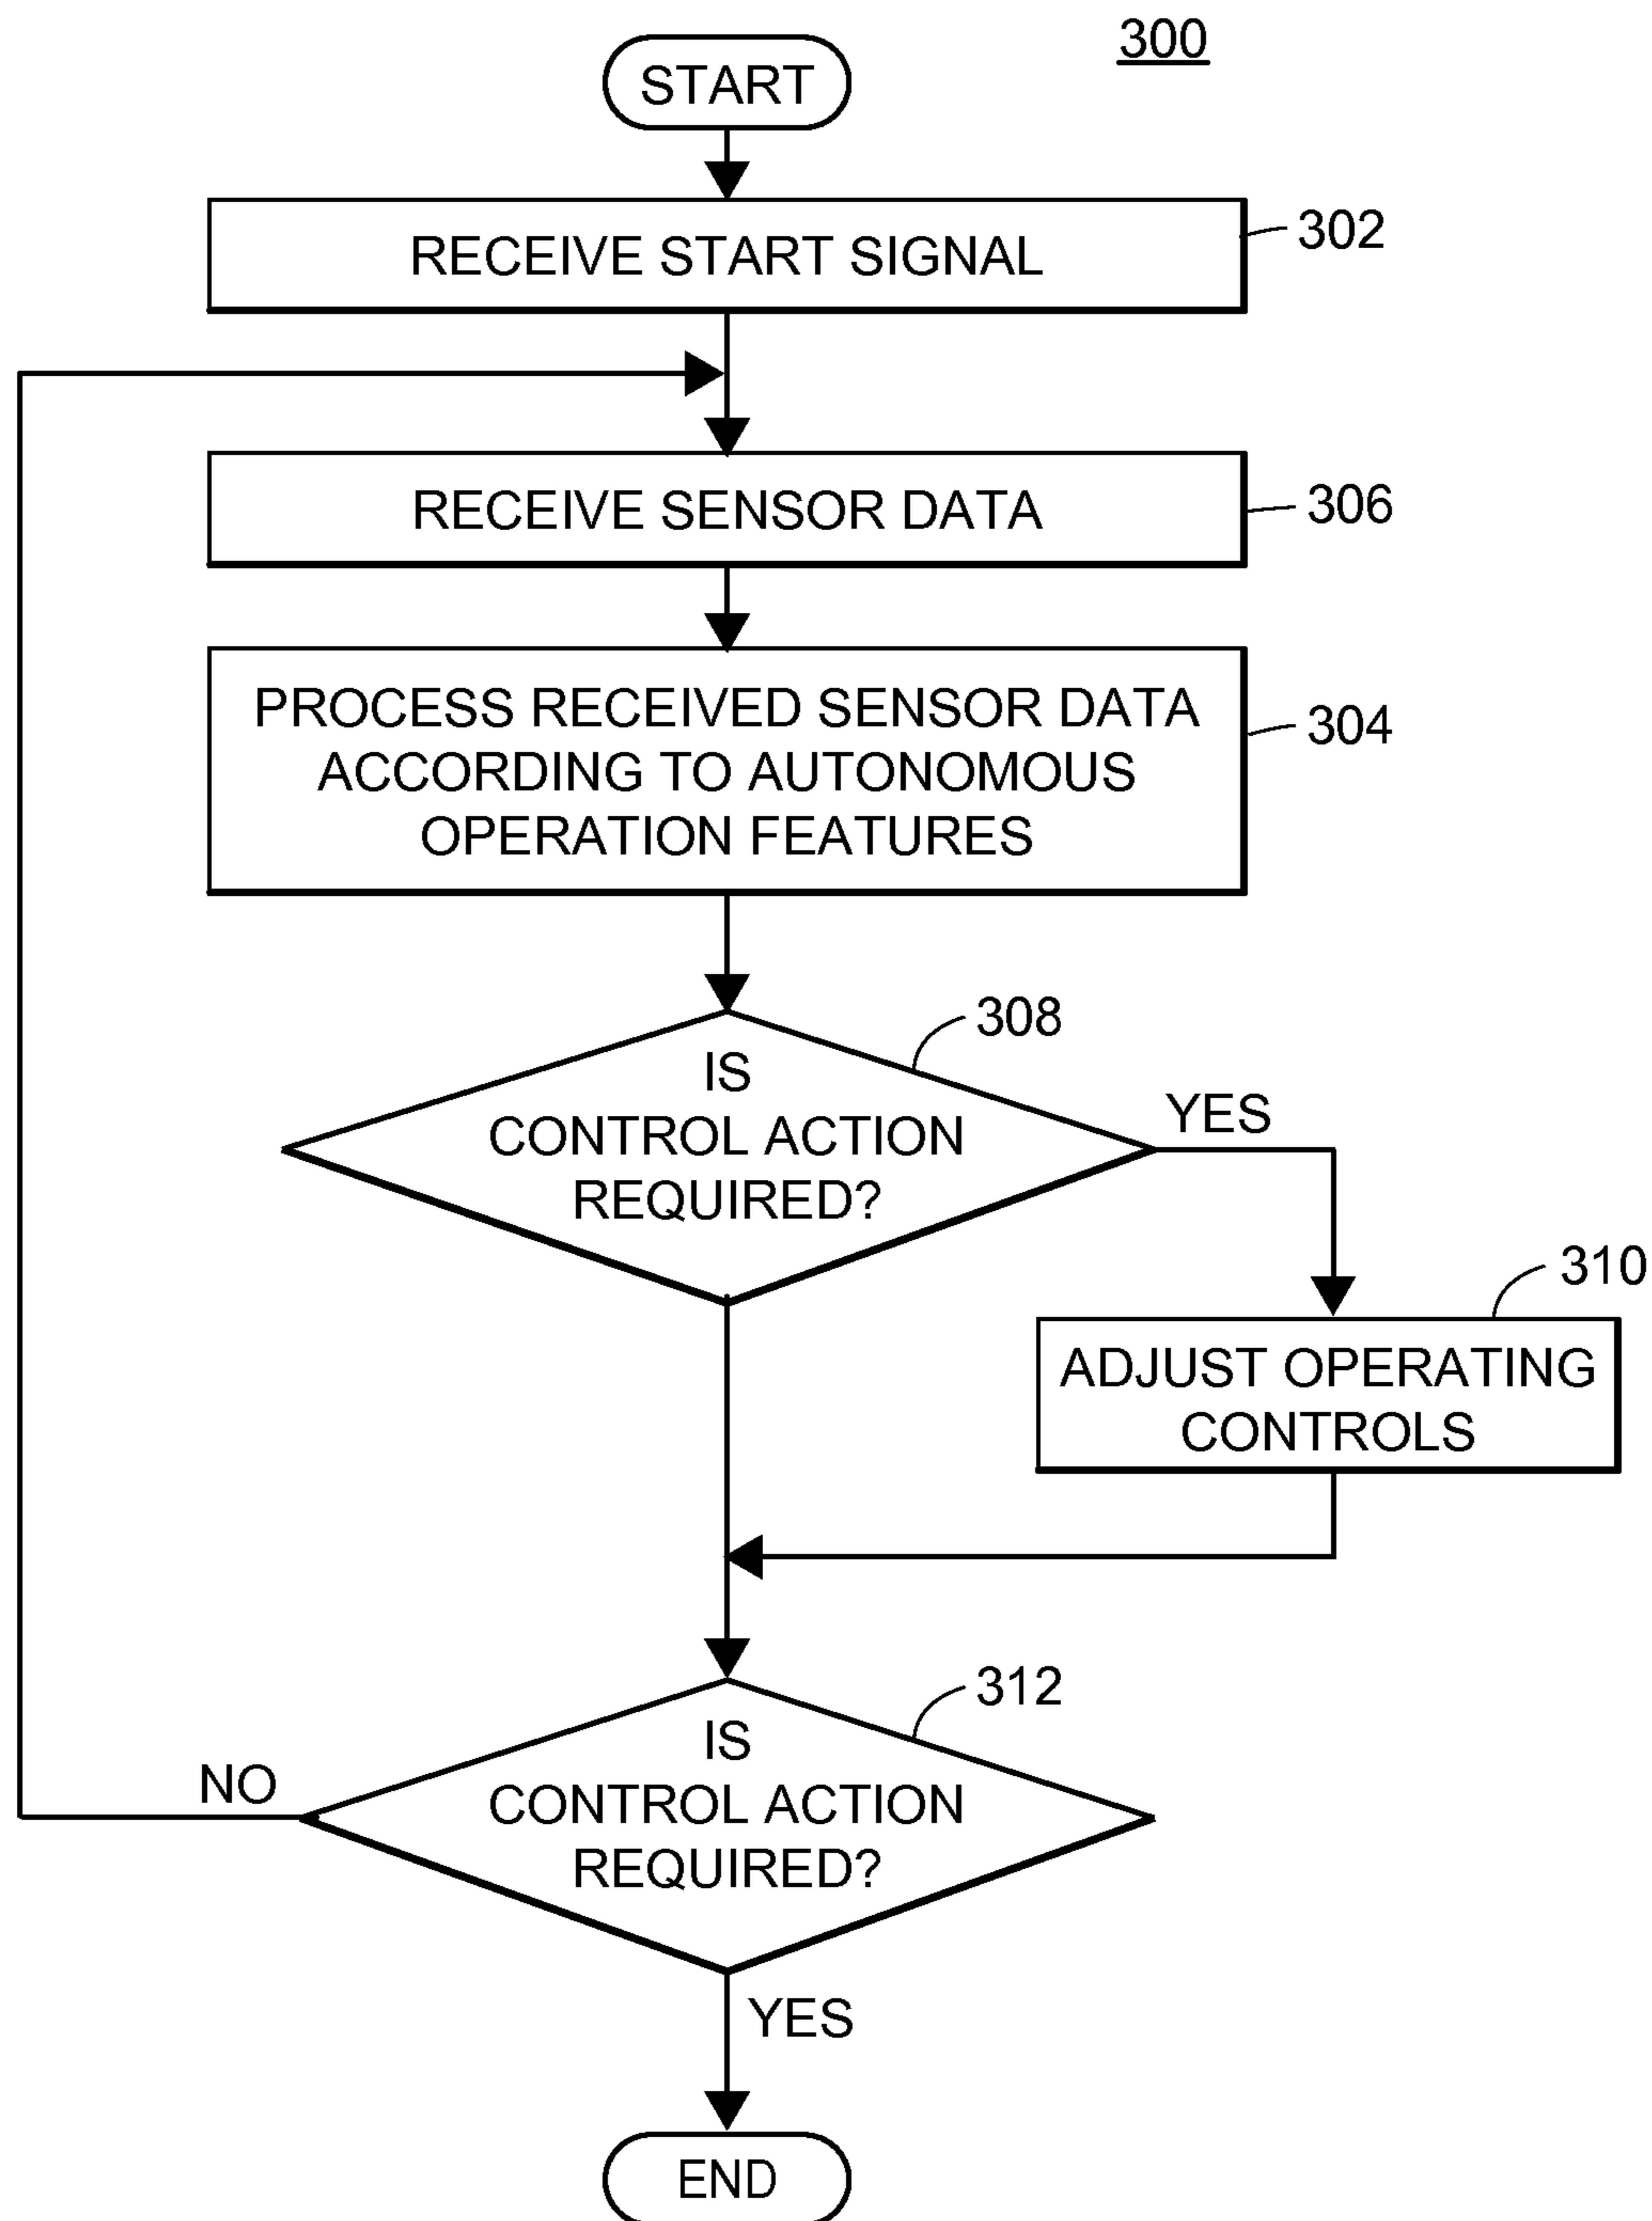 300
START
RECEIVE START SIGNAL
302
RECEIVE SENSOR DATA
306
PROCESS RECEIVED SENSOR DATA
ACCORDING TO AUTONOMOUS
OPERATION FEATURES
304
308
IS
CONTROL ACTION
REQUIRED?
YES
310
ADJUST OPERATING
CONTROLS
312
IS
CONTROL ACTION
REQUIRED?
NO
YES
END